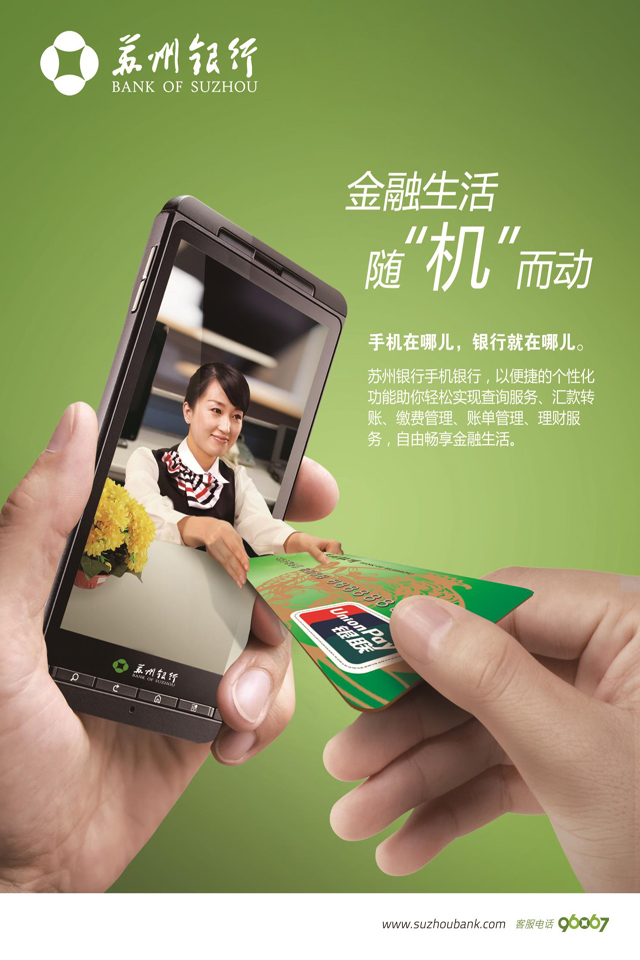 苏州银行
BANK OF SUZHOU
金融生活
随“机”而动
手机在哪儿，银行就在哪儿。
苏州银行手机银行，以便捷的个性化
功能助你轻松实现查询服务、汇款转
账、缴费管理、账单管理、理财服
务，自由畅享金融生活。
UnionPay
银联
苏州银行
BANK OF SUZHOU
www.suzhoubank.com 客服电话 96067